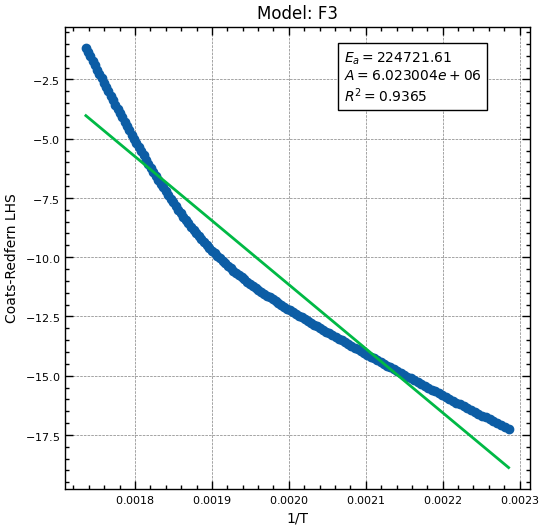 Model: F3
E_a = 224721.61
A = 6.023004e + 06
R^2 = 0.9365
Coats-Redfern LHS
−2.5
−5.0
−7.5
−10.0
−12.5
−15.0
−17.5
0.0018 0.0019 0.0020 0.0021 0.0022 0.0023
1/T